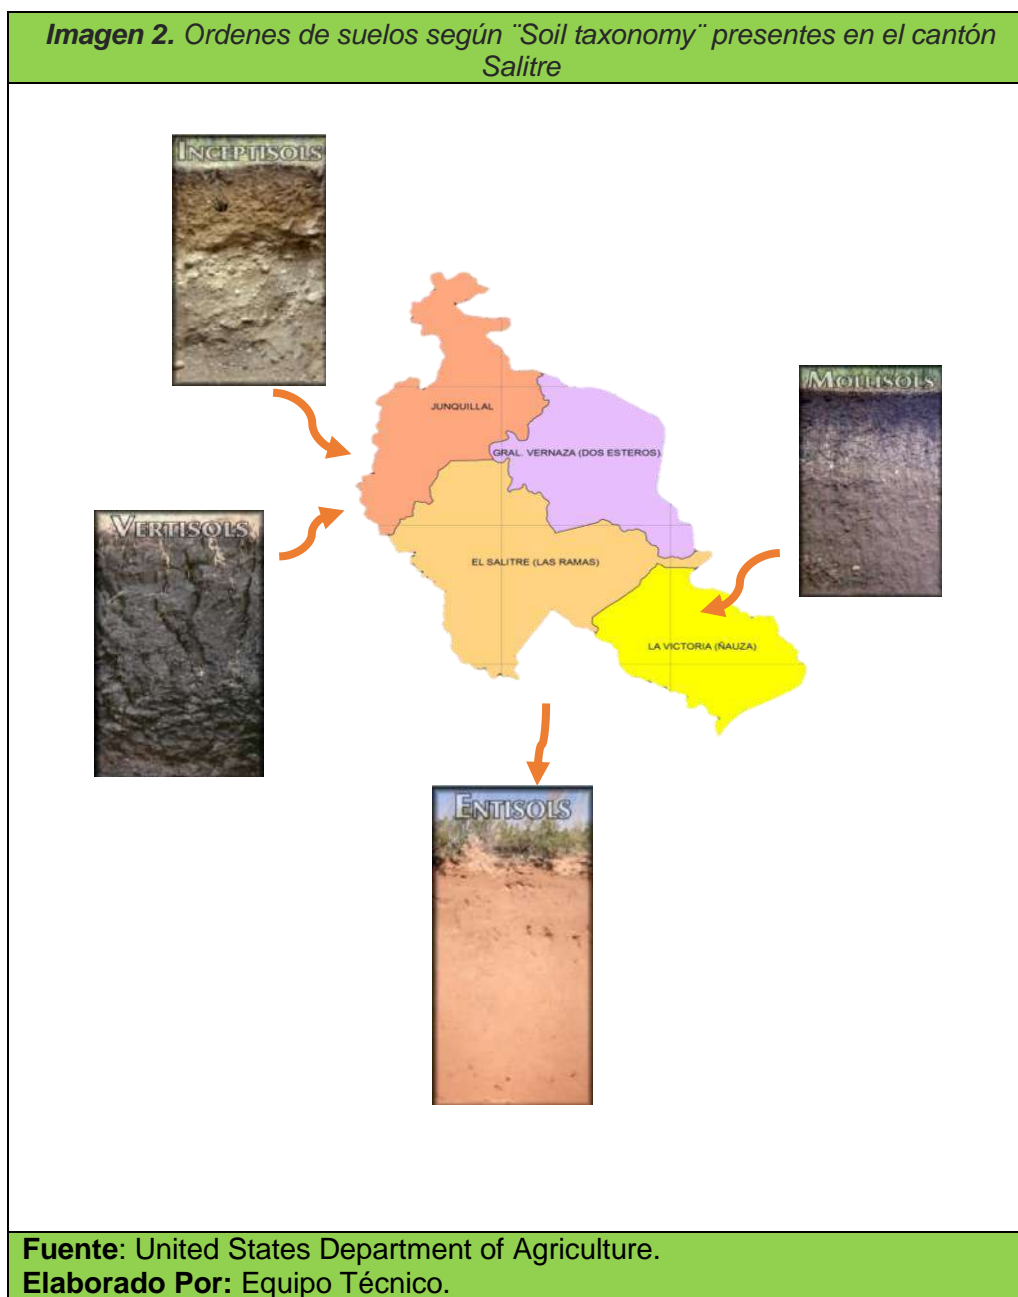 Imagen 2. Ordenes de suelos según ¨Soil taxonomy¨ presentes en el cantón
Salitre
INCEPTISOLS
MOLLISOLS
JUNQUILLAL
GRAL. VERNAZA (DOS ESTEROS)
VERTISOLS
EL SALITRE (LAS RAMAS)
LA VICTORIA (ÑAUZA)
ENTISOLS
Fuente: United States Department of Agriculture.
Elaborado Por: Equipo Técnico.